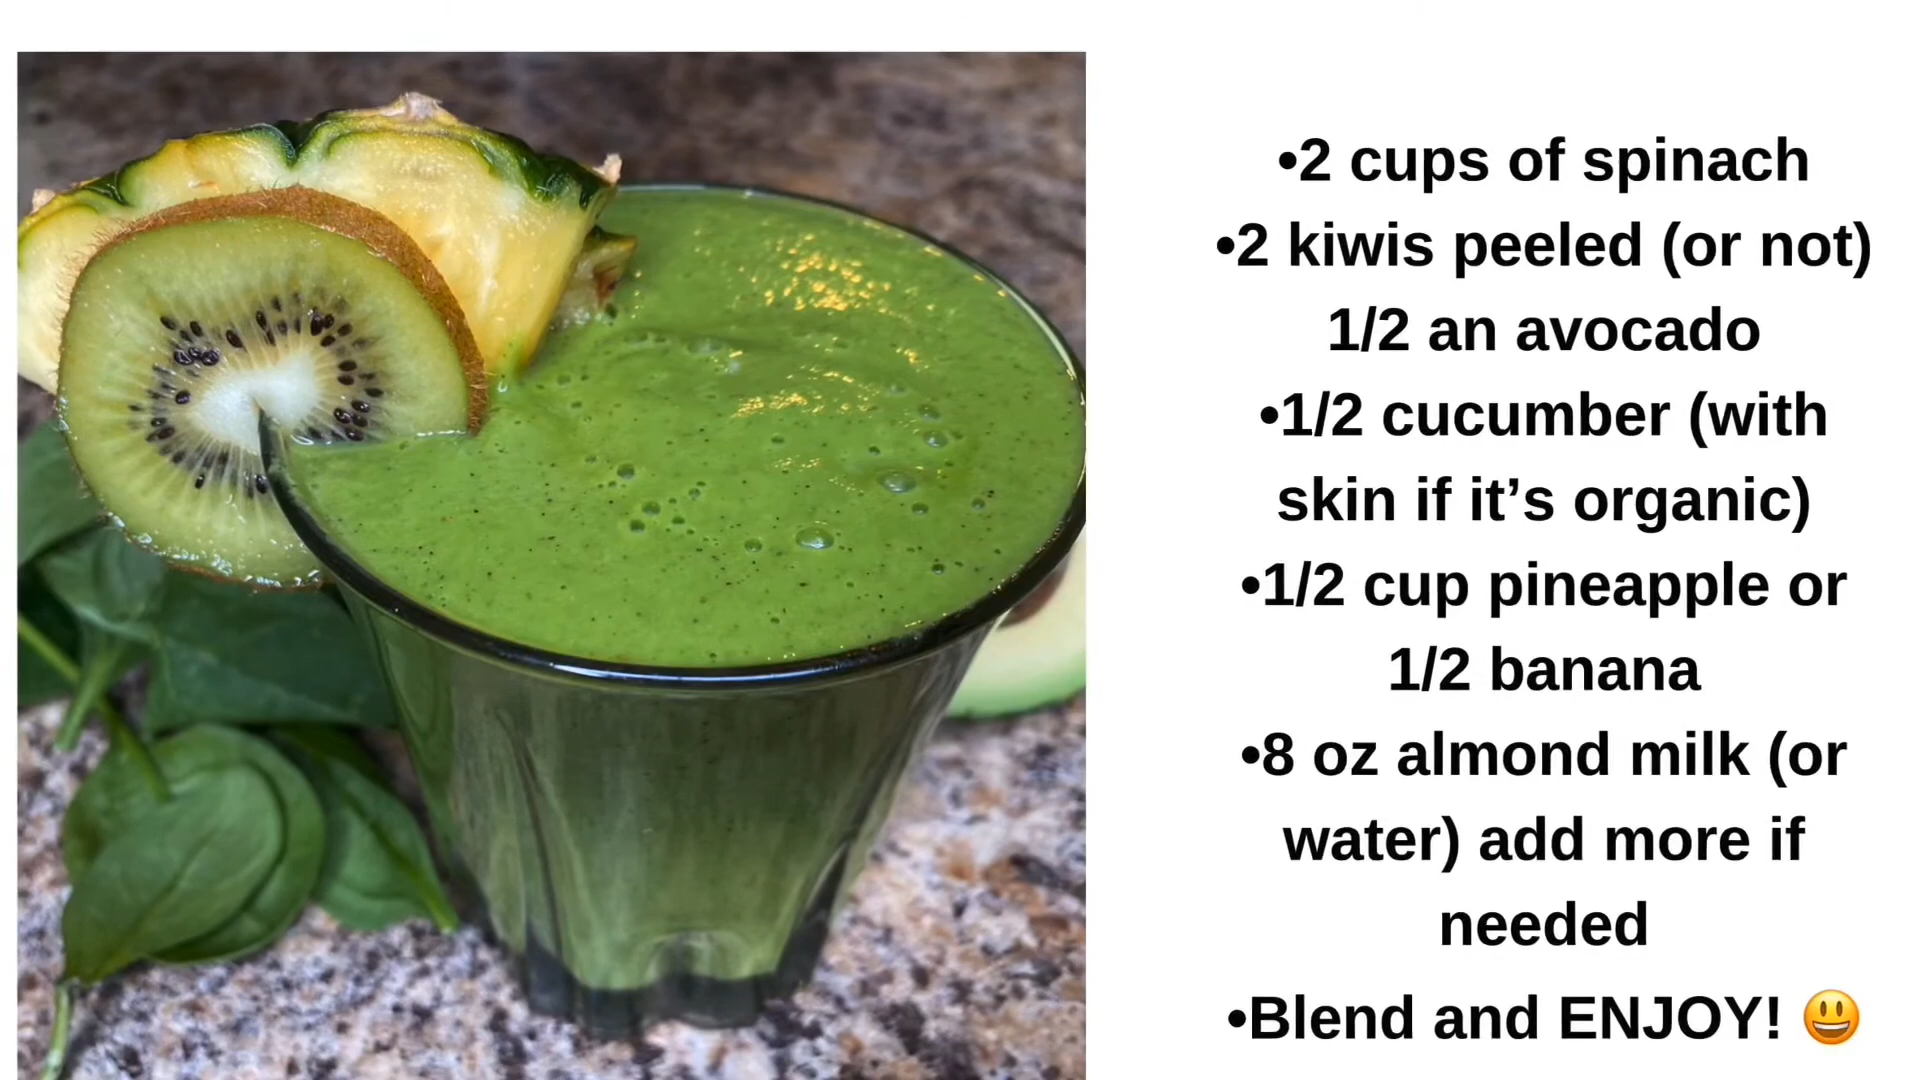 •2 cups of spinach
•2 kiwis peeled (or not)
1/2 an avocado
•1/2 cucumber (with
skin if it’s organic)
•1/2 cup pineapple or
1/2 banana
•8 oz almond milk (or
water) add more if
needed
•Blend and ENJOY! 😃